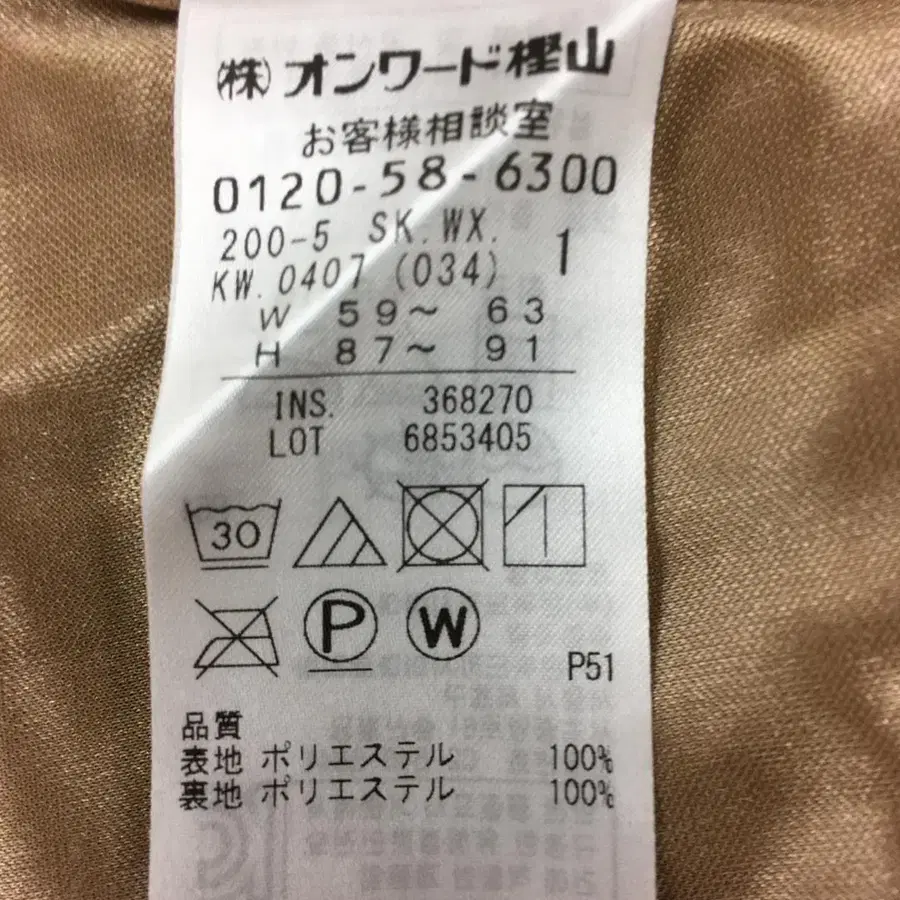 (株)オンワード樫山
お客様相談室
0120-58-6300
200-5 SK.WX. 1
KW.0407(034)
W 59~ 63
H 87~ 91
INS. 368270
LOT 6853405
30
P W
P51
品質
表地 ポリエステル 100%
裏地 ポリエステル 100%